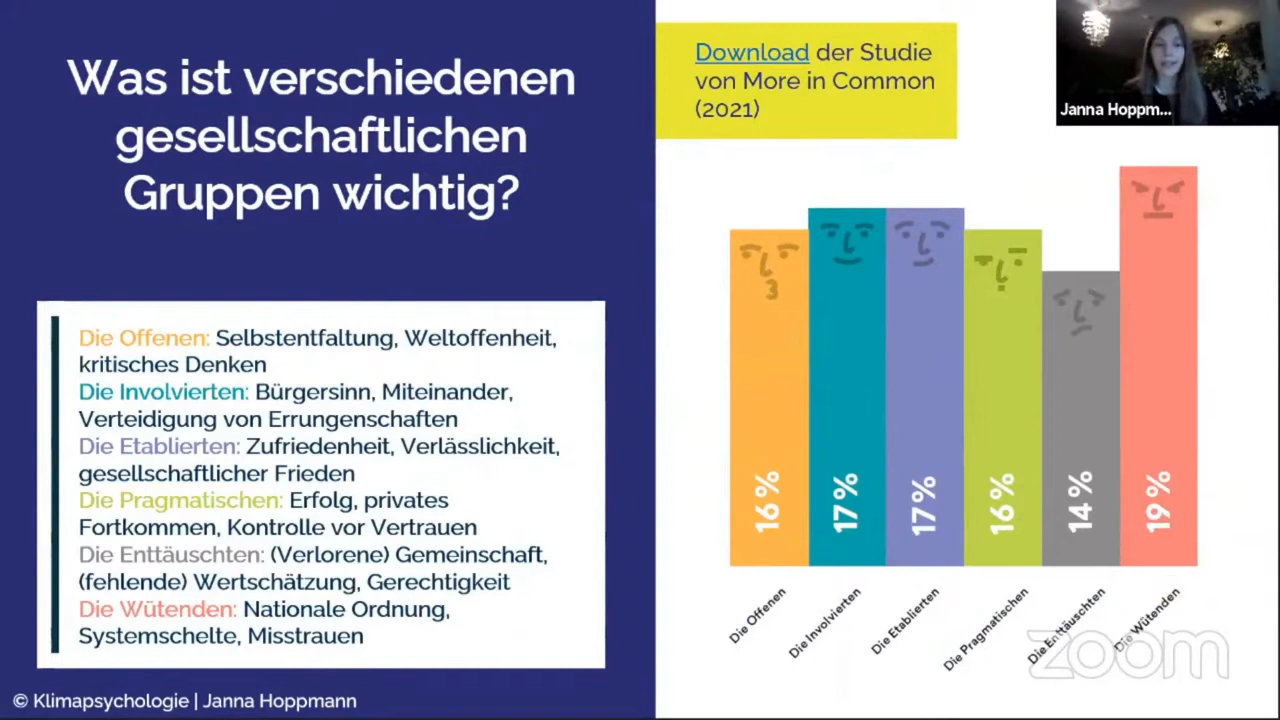 Was ist verschiedenen
gesellschaftlichen
Gruppen wichtig?
Die Offenen: Selbstentfaltung, Weltoffenheit,
kritisches Denken
Die Involvierten: Bürgersinn, Miteinander,
Verteidigung von Errungenschaften
Die Etablierten: Zufriedenheit, Verlässlichkeit,
gesellschaftlicher Frieden
Die Pragmatischen: Erfolg, privates
Fortkommen, Kontrolle vor Vertrauen
Die Enttäuschten: (Verlorene) Gemeinschaft,
(fehlende) Wertschätzung, Gerechtigkeit
Die Wütenden: Nationale Ordnung,
Systemschelte, Misstrauen
© Klimapsychologie | Janna Hoppmann
Download der Studie
von More in Common
(2021)
Janna Hoppm...
16 %
17 %
17 %
16 %
14 %
19 %
Die Offenen
Die Involvierten
Die Etablierten
Die Pragmatischen
Die Enttäuschten
Die Wütenden
zoom